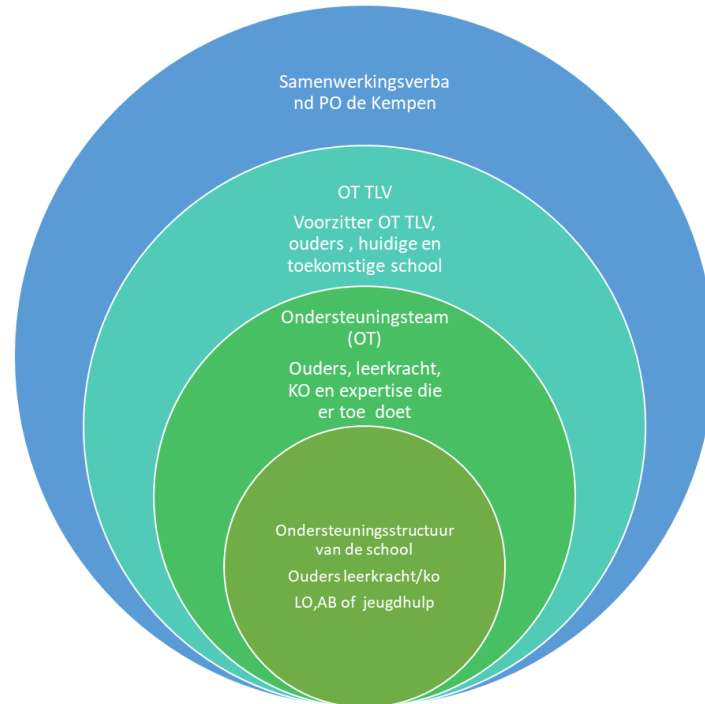 Samenwerkingsverba
nd PO de Kempen
OT TLV
Voorzitter OT TLV,
ouders , huidige en
toekomstige school
Ondersteuningsteam
(OT)
Ouders, leerkracht,
KO en expertise die
er toe doet
Ondersteuningsstructuur
van de school
Ouders leerkracht/ko
LO,AB of jeugdhulp